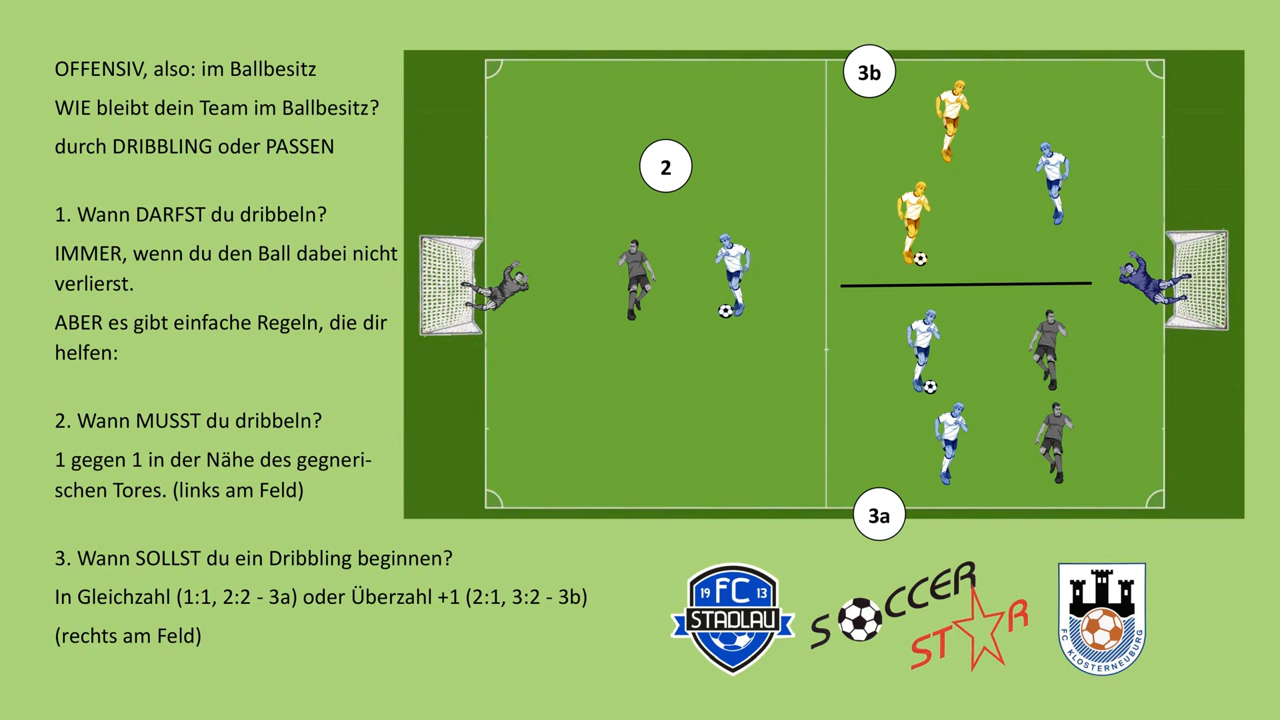 OFFENSIV, also: im Ballbesitz
WIE bleibt dein Team im Ballbesitz?
durch DRIBBLING oder PASSEN
1. Wann DARFST du dribbeln?
IMMER, wenn du den Ball dabei nicht
verlierst.
ABER es gibt einfache Regeln, die dir
helfen:
2. Wann MUSST du dribbeln?
1 gegen 1 in der Nähe des gegneri-
schen Tores. (links am Feld)
3. Wann SOLLST du ein Dribbling beginnen?
In Gleichzahl (1:1, 2:2 - 3a) oder Überzahl +1 (2:1, 3:2 - 3b)
(rechts am Feld)
3b
2
3a
19 FC 13
STADLAU
SOCCER
STAR
FC KLOSTERNEUBURG